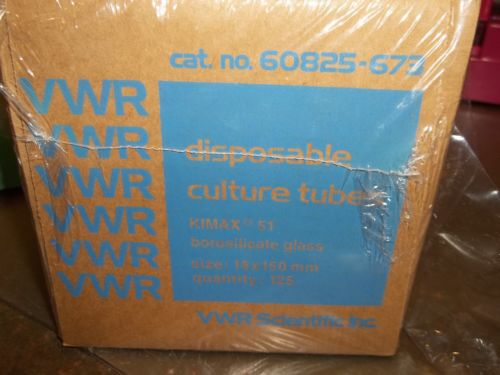 cat. no. 60825-673
VWR
VWR
VWR
VWR
VWR
VWR
disposable
culture tubes
KIMAX® 51
borosilicate glass
size: 16 x 150 mm
quantity: 125
VWR Scientific Inc.